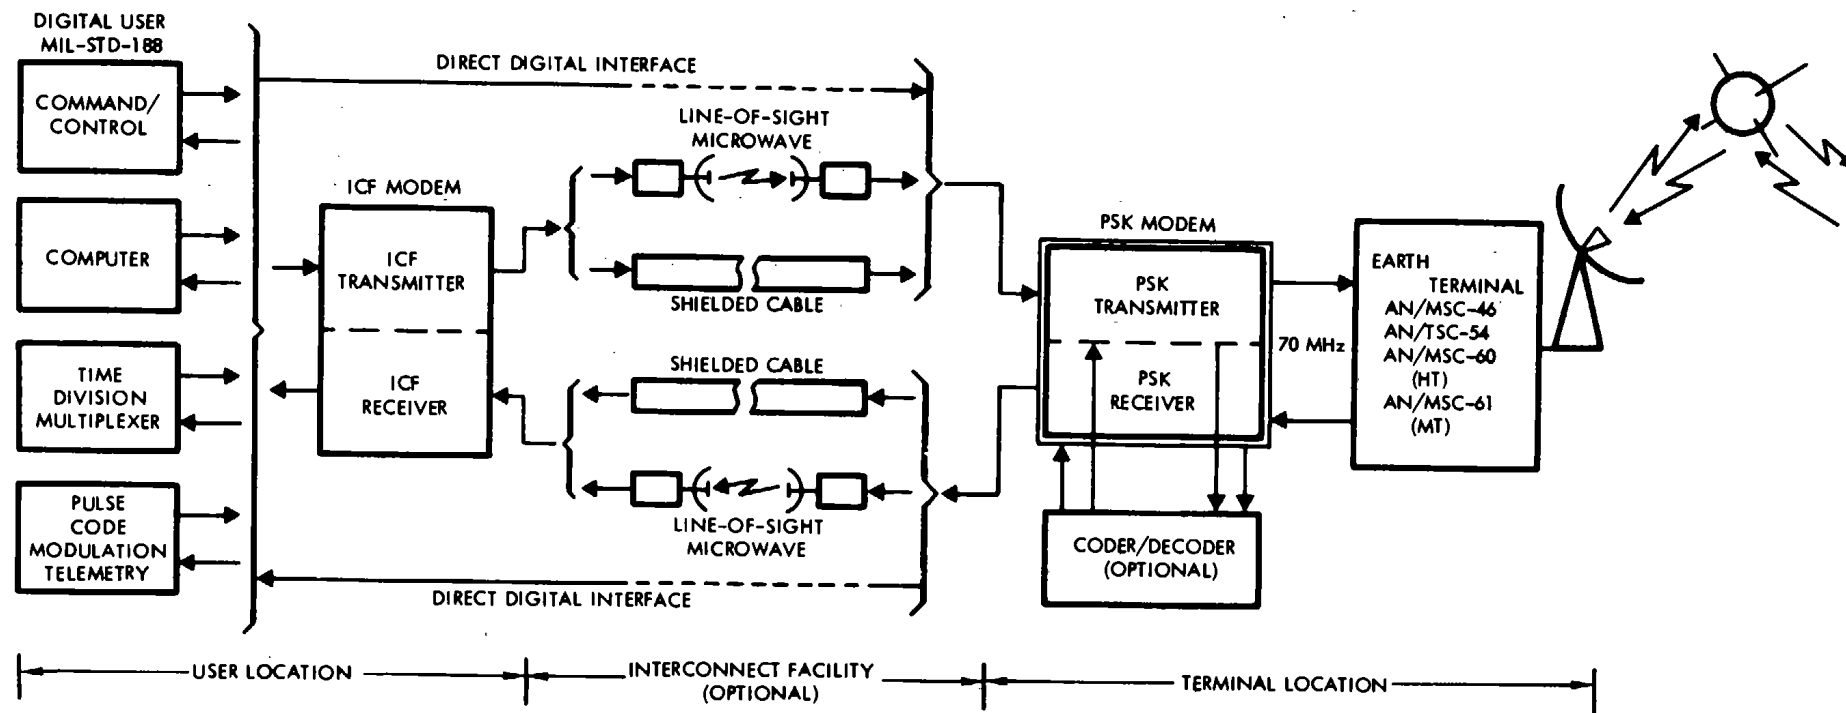 DIGITAL USER
MIL-STD-188
COMMAND/
CONTROL
COMPUTER
TIME
DIVISION
MULTIPLEXER
PULSE
CODE
MODULATION
TELEMETRY
DIRECT DIGITAL INTERFACE
LINE-OF-SIGHT
MICROWAVE
ICF MODEM
ICF
TRANSMITTER
ICF
RECEIVER
SHIELDED CABLE
SHIELDED CABLE
LINE-OF-SIGHT
MICROWAVE
DIRECT DIGITAL INTERFACE
PSK MODEM
PSK
TRANSMITTER
PSK
RECEIVER
70 MHz
CODER/DECODER
(OPTIONAL)
EARTH
TERMINAL
AN/MSC-46
AN/TSC-54
AN/MSC-60
(HT)
AN/MSC-61
(MT)
USER LOCATION
INTERCONNECT FACILITY
(OPTIONAL)
TERMINAL LOCATION